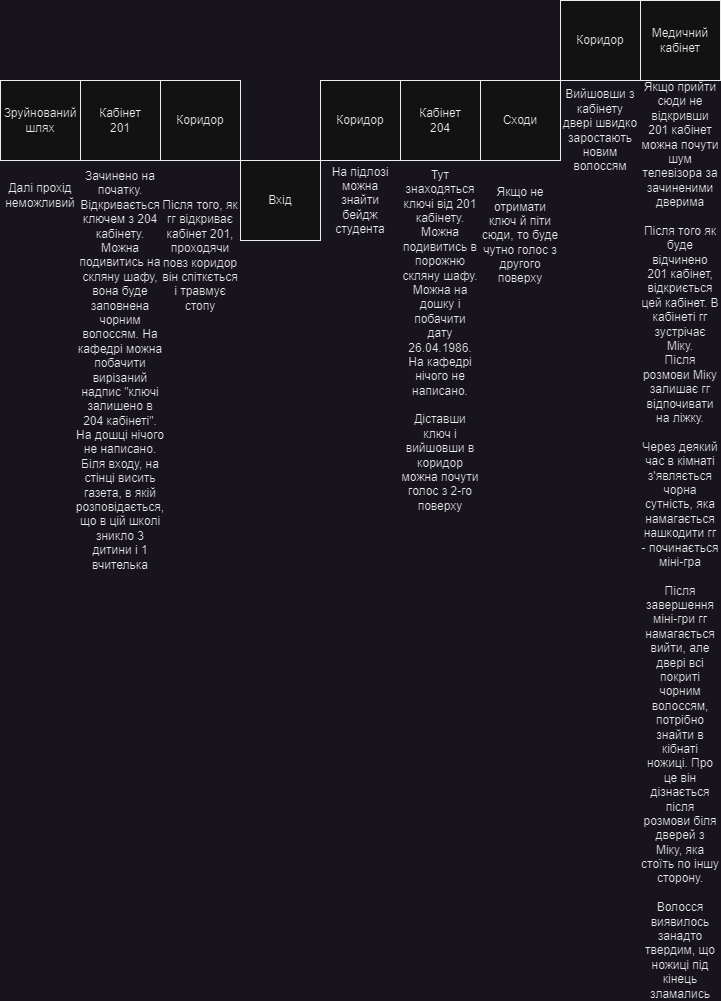 Коридор
Медичний
кабінет
Зруйнований
шлях
Кабінет
201
Коридор
Коридор
Кабінет
204
Сходи
Вхід
Далі прохід
неможливий
Зачинено на
початку.
Відкривається
ключем з 204
кабінету.
Можна
подивитись на
скляну шафу,
вона буде
заповнена
чорним
волоссям. На
кафедрі можна
побачити
вирізаний
надпис "ключі
залишено в
204 кабінеті".
На дошці нічого
не написано.
Біля входу, на
стінці висить
газета, в якій
розповідається,
що в цій школі
зникло 3
дитини і 1
вчителька
Після того, як
гг відкриває
кабінет 201,
проходячи
повз коридор
він спіткється
і травмує
стопу
На підлозі
можна
знайти
бейдж
студента
Тут
знаходяться
ключі від 201
кабінету.
Можна
подивитись в
порожню
скляну шафу.
Можна на
дошку і
побачити
дату
26.04.1986.
На кафедрі
нічого не
написано.
Діставши
ключ і
вийшовши в
коридор
можна почути
голос з 2-го
поверху
Якщо не
отримати
ключ й піти
сюди, то буде
чутно голос з
другого
поверху
Вийшовши з
кабінету
двері швидко
заростають
новим
волоссям
Якщо прийти
сюди не
відкривши
201 кабінет
можна почути
шум
телевізора за
зачиненими
дверима
Після того як
буде
відчинено
201 кабінет,
відкриється
цей кабінет. В
кабінеті гг
зустрічає
Міку.
Після
розмови Міку
залишає гг
відпочивати
на ліжку.
Через деякий
час в кімнаті
з'являється
чорна
сутність, яка
намагається
нашкодити гг
- починається
міні-гра
Після
завершення
міні-гри гг
намагається
вийти, але
двері всі
покриті
чорним
волоссям,
потрібно
знайти в
кібнаті
ножиці. Про
це він
дізнається
після
розмови біля
дверей з
Міку, яка
стоїть по іншу
сторону.
Волосся
виявилось
занадто
твердим, що
ножиці під
кінець
зламались